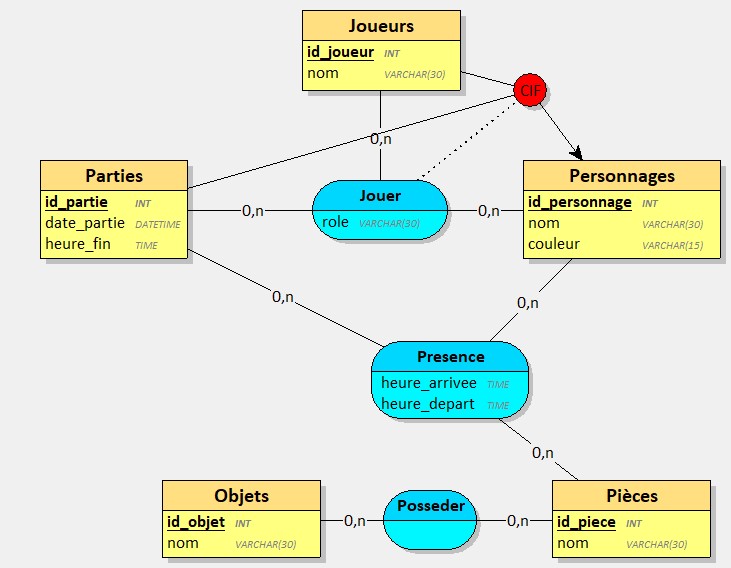 Joueurs
id_joueur INT
nom VARCHAR(30)
CIF
0,n
Parties
id_partie INT
date_partie DATETIME
heure_fin TIME
0,n
Jouer
role VARCHAR(30)
0,n
Personnages
id_personnage INT
nom VARCHAR(30)
couleur VARCHAR(15)
0,n
0,n
Presence
heure_arrivee TIME
heure_depart TIME
0,n
Objets
id_objet INT
nom VARCHAR(30)
0,n
Posseder
0,n
Pièces
id_piece INT
nom VARCHAR(30)